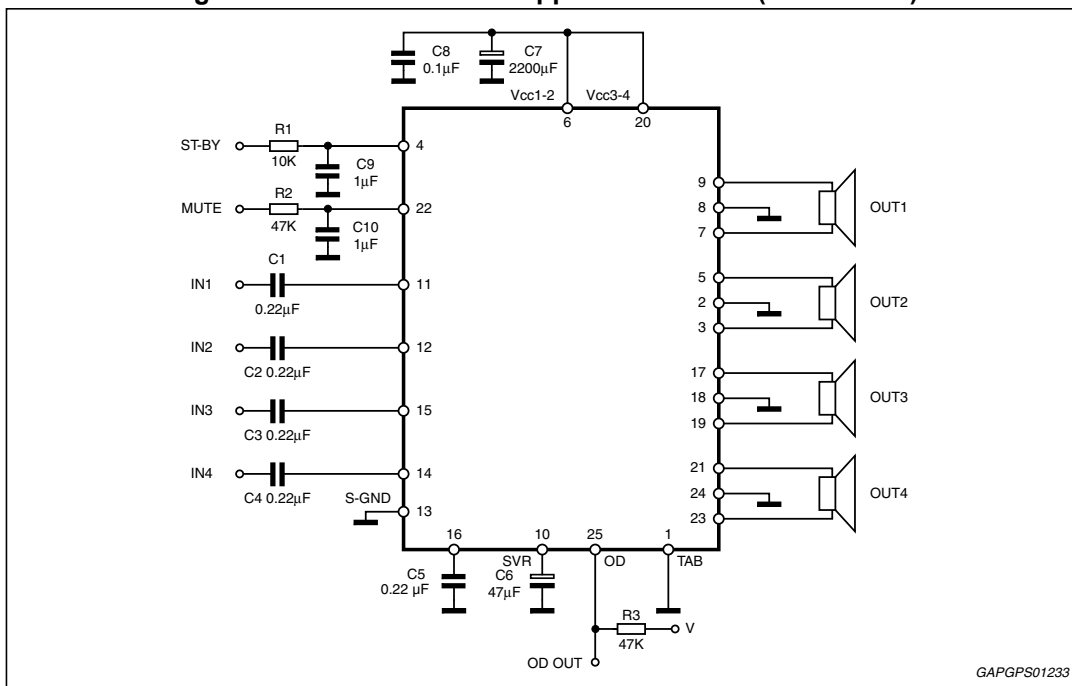 C8
0.1µF
C7
2200µF
Vcc1-2
Vcc3-4
6
20
ST-BY
R1
10K
4
C9
1µF
MUTE
R2
47K
22
C10
1µF
IN1
C1
0.22µF
11
IN2
C2 0.22µF
12
IN3
C3 0.22µF
15
IN4
C4 0.22µF
14
S-GND
13
9
8
7
OUT1
5
2
3
OUT2
17
18
19
OUT3
21
24
23
OUT4
16
10
25
1
SVR
OD
TAB
C5
0.22 µF
C6
47µF
R3
47K
V
OD OUT
GAPGPS01233